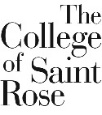 The
College
of Saint
Rose